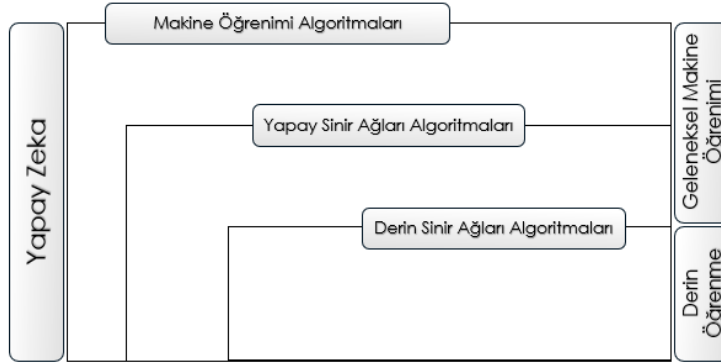 Makine Öğrenimi Algoritmaları
Yapay Zeka
Yapay Sinir Ağları Algoritmaları
Geleneksel Makine
Öğrenimi
Derin Sinir Ağları Algoritmaları
Derin
Öğrenme